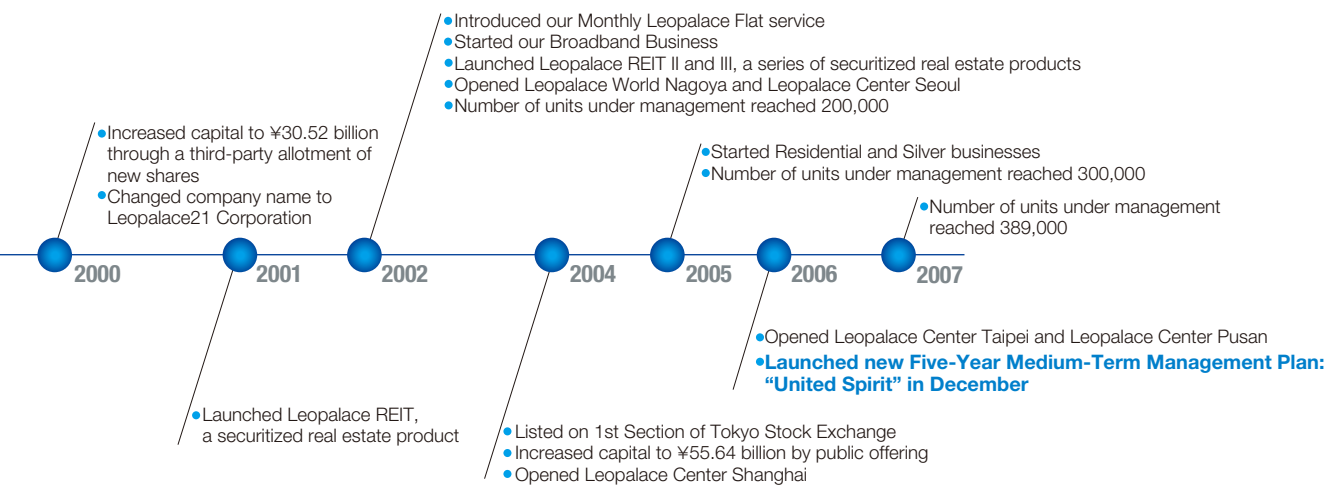 ●Introduced our Monthly Leopalace Flat service
●Started our Broadband Business
●Launched Leopalace REIT II and III, a series of securitized real estate products
●Opened Leopalace World Nagoya and Leopalace Center Seoul
●Number of units under management reached 200,000
●Increased capital to ¥30.52 billion
through a third-party allotment of
new shares
●Changed company name to
Leopalace21 Corporation
●Started Residential and Silver businesses
●Number of units under management reached 300,000
●Number of units under management
reached 389,000
2000
2001
2002
2004
2005
2006
2007
●Opened Leopalace Center Taipei and Leopalace Center Pusan
●Launched new Five-Year Medium-Term Management Plan:
“United Spirit” in December
●Launched Leopalace REIT,
a securitized real estate product
●Listed on 1st Section of Tokyo Stock Exchange
●Increased capital to ¥55.64 billion by public offering
●Opened Leopalace Center Shanghai